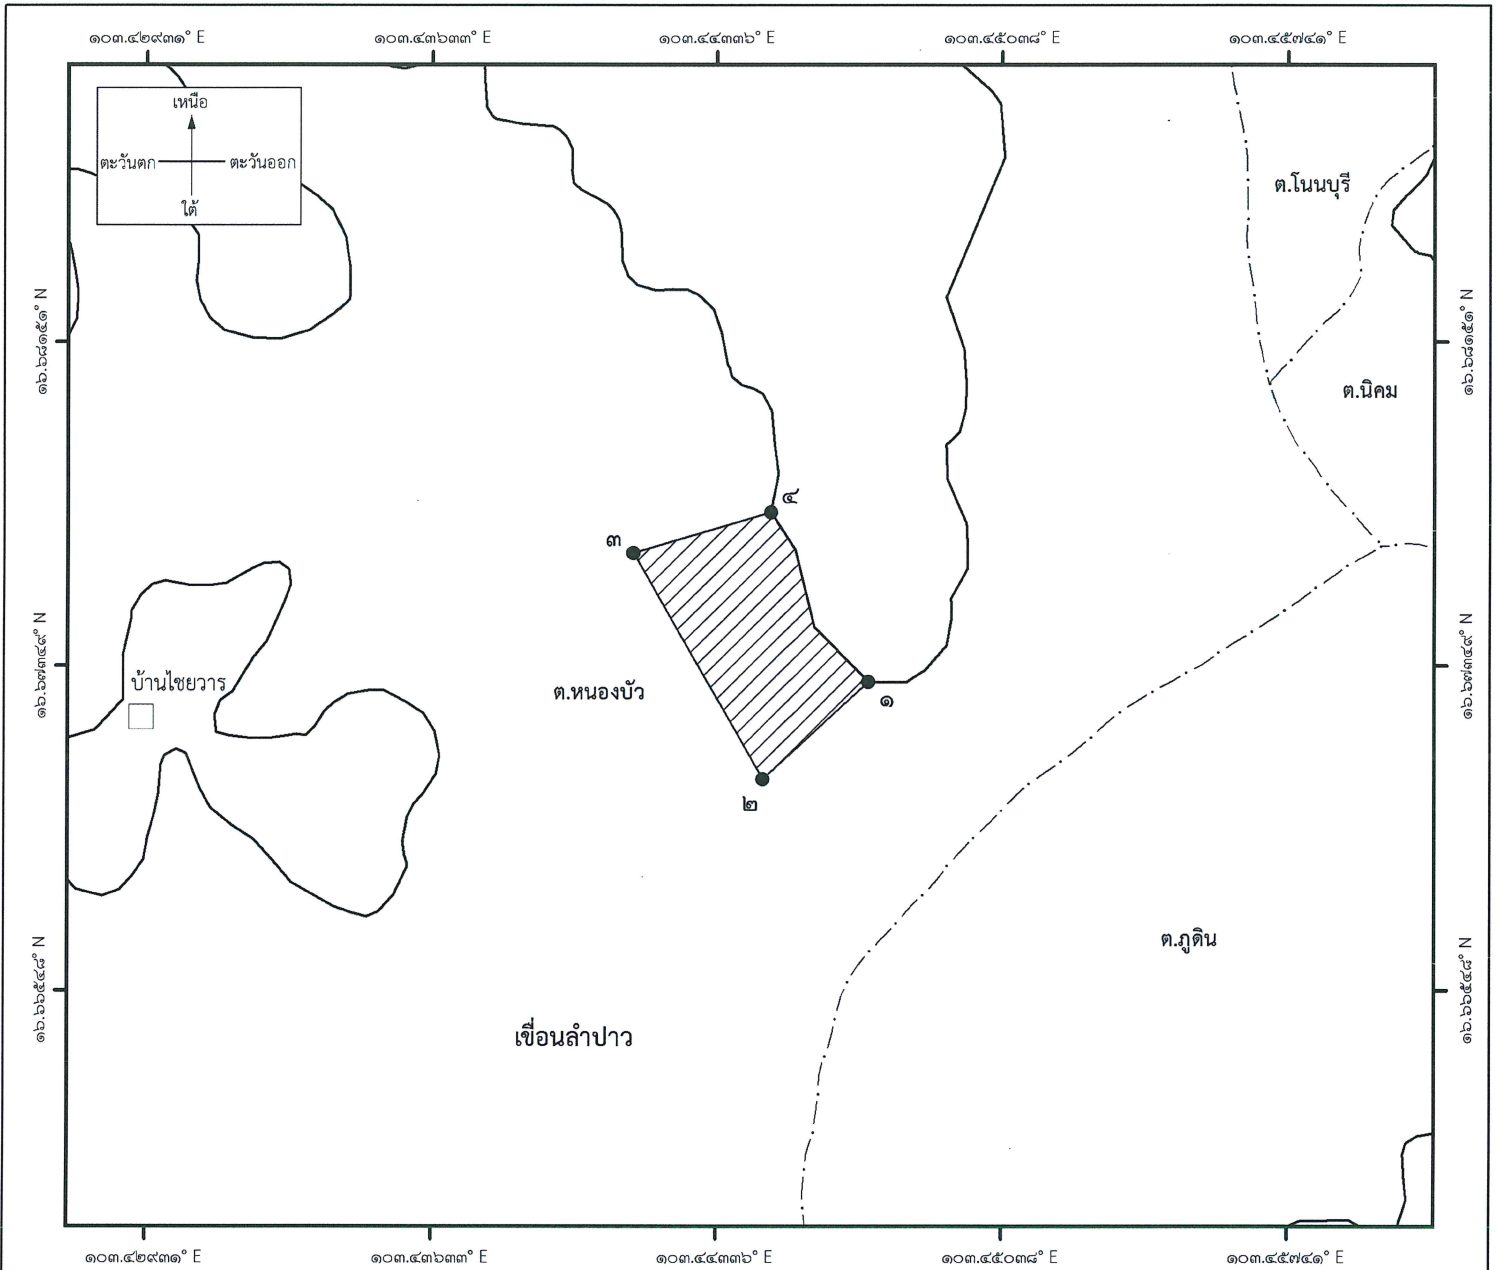 ๑๐๓.๔๒๙๓๑° E
๑๐๓.๔๓๖๓๓° E
๑๐๓.๔๔๓๓๖° E
๑๐๓.๔๕๐๓๘° E
๑๐๓.๔๕๗๔๑° E
เหนือ
ตะวันตก
ตะวันออก
ใต้
ต.โนนบุรี
๑๖.๖๘๑๕๑° N
๑๖.๖๘๑๕๑° N
ต.นิคม
๔
๓
๑๖.๖๗๓๔๙° N
๑๖.๖๗๓๔๙° N
บ้านไชยวาร
ต.หนองบัว
๑
๒
ต.ภูดิน
๑๖.๖๖๕๔๘° N
๑๖.๖๖๕๔๘° N
เขื่อนลำปาว
๑๐๓.๔๒๙๓๑° E
๑๐๓.๔๓๖๓๓° E
๑๐๓.๔๔๓๓๖° E
๑๐๓.๔๕๐๓๘° E
๑๐๓.๔๕๗๔๑° E